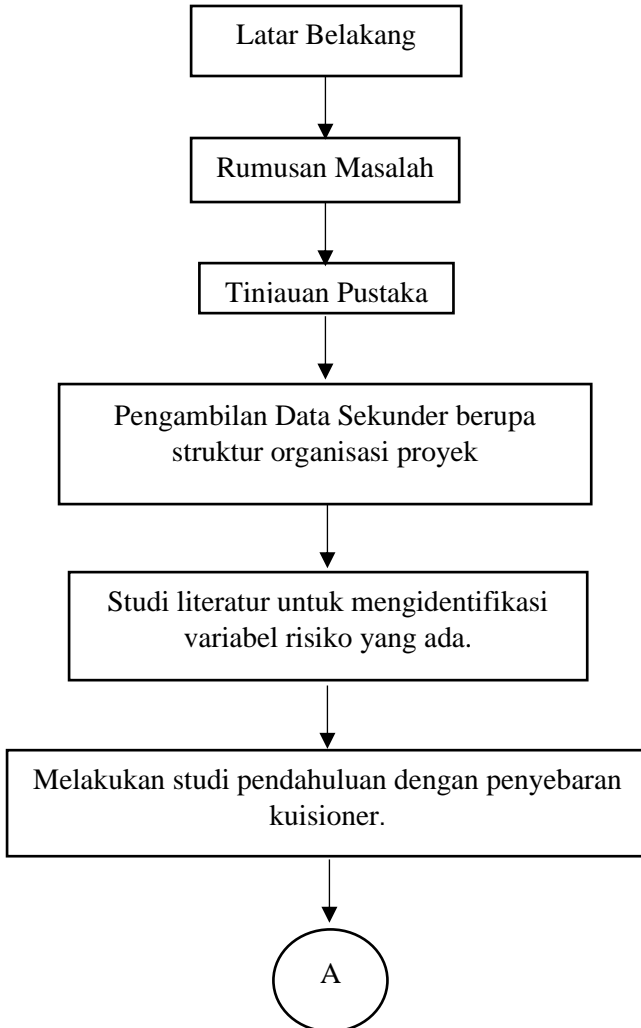 Latar Belakang
Rumusan Masalah
Tinjauan Pustaka
Pengambilan Data Sekunder berupa
struktur organisasi proyek
Studi literatur untuk mengidentifikasi
variabel risiko yang ada.
Melakukan studi pendahuluan dengan penyebaran
kuisioner.
A